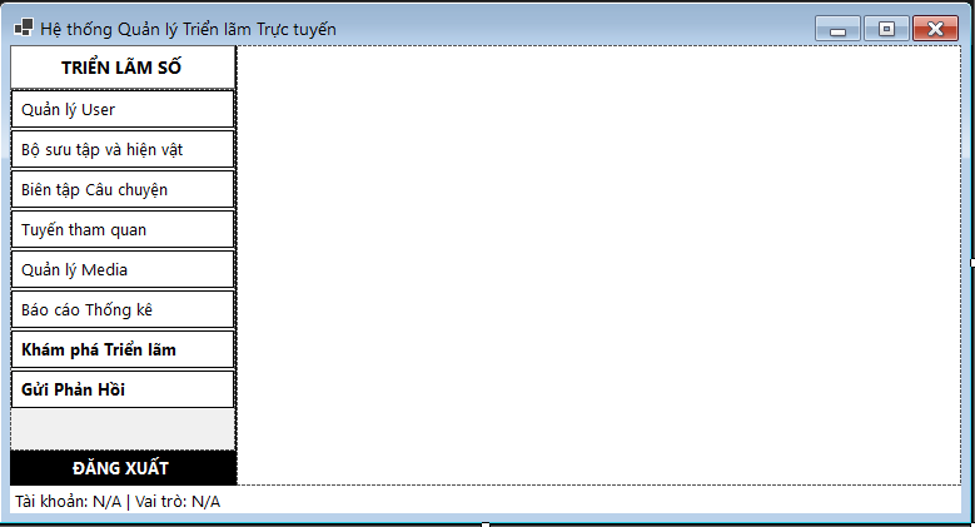 Hệ thống Quản lý Triển lãm Trực tuyến
TRIỂN LÃM SỐ
Quản lý User
Bộ sưu tập và hiện vật
Biên tập Câu chuyện
Tuyến tham quan
Quản lý Media
Báo cáo Thống kê
Khám phá Triển lãm
Gửi Phản Hồi
ĐĂNG XUẤT
Tài khoản: N/A | Vai trò: N/A